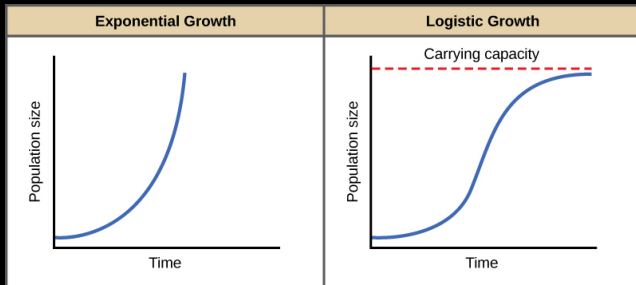 Exponential Growth
Logistic Growth
Population size
Time
Carrying capacity
Population size
Time